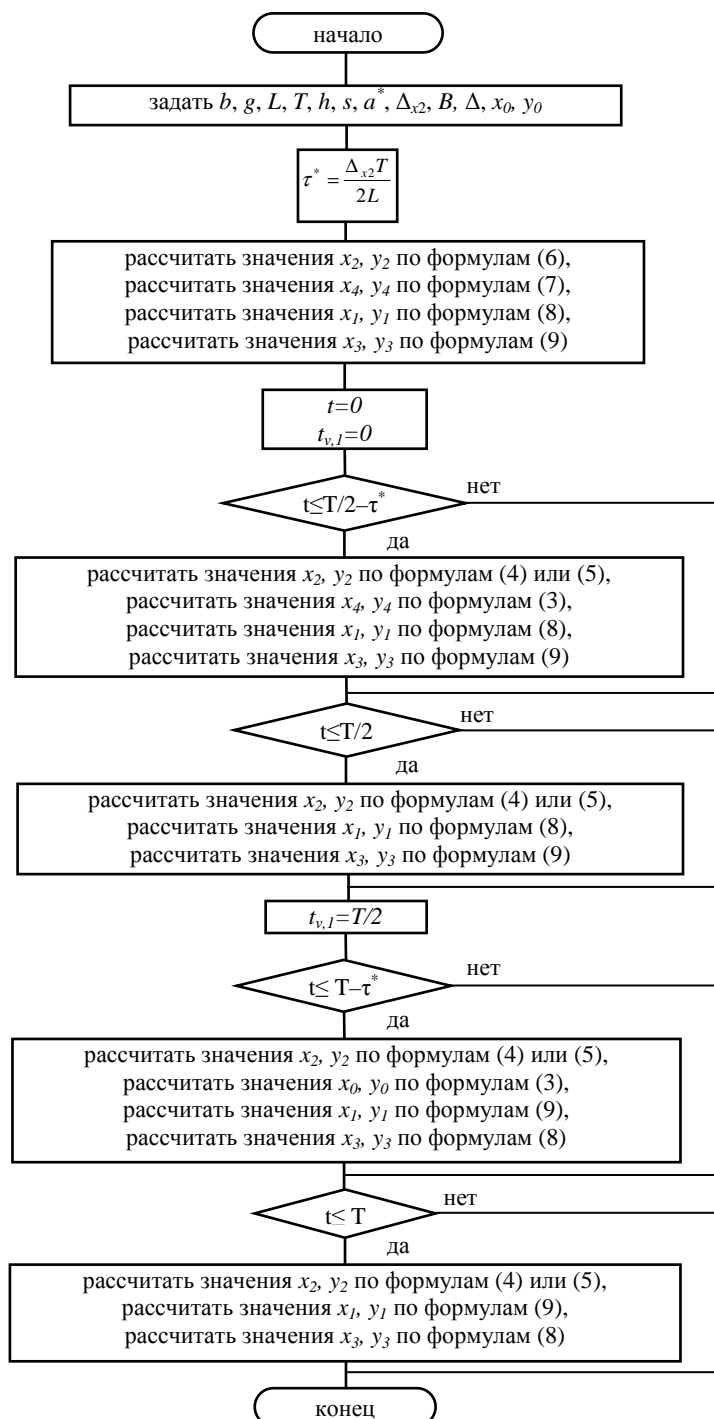 начало
задать b, g, L, T, h, s, a*, Δx2, B, Δ, x0, y0
τ* = Δx2T / 2L
рассчитать значения x2, y2 по формулам (6),
рассчитать значения x4, y4 по формулам (7),
рассчитать значения x1, y1 по формулам (8),
рассчитать значения x3, y3 по формулам (9)
t=0
tv,1=0
нет
t≤T/2–τ*
да
рассчитать значения x2, y2 по формулам (4) или (5),
рассчитать значения x4, y4 по формулам (3),
рассчитать значения x1, y1 по формулам (8),
рассчитать значения x3, y3 по формулам (9)
нет
t≤T/2
да
рассчитать значения x2, y2 по формулам (4) или (5),
рассчитать значения x1, y1 по формулам (8),
рассчитать значения x3, y3 по формулам (9)
tv,1=T/2
нет
t≤ T–τ*
да
рассчитать значения x2, y2 по формулам (4) или (5),
рассчитать значения x0, y0 по формулам (3),
рассчитать значения x1, y1 по формулам (9),
рассчитать значения x3, y3 по формулам (8)
нет
t≤ T
да
рассчитать значения x2, y2 по формулам (4) или (5),
рассчитать значения x1, y1 по формулам (9),
рассчитать значения x3, y3 по формулам (8)
конец